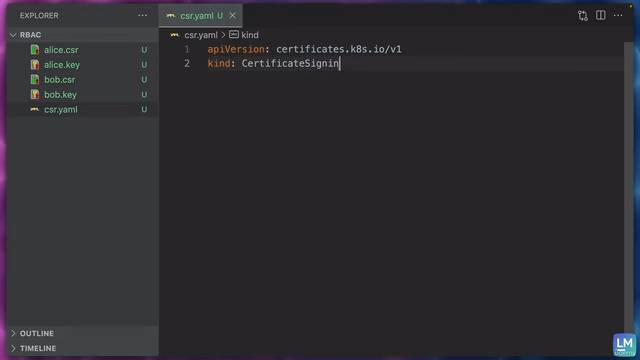 EXPLORER
csr.yaml U
RBAC
csr.yaml > kind
alice.csr U
alice.key U
bob.csr U
bob.key U
csr.yaml U
1 apiVersion: certificates.k8s.io/v1
2 kind: CertificateSignin
OUTLINE
TIMELINE
LM